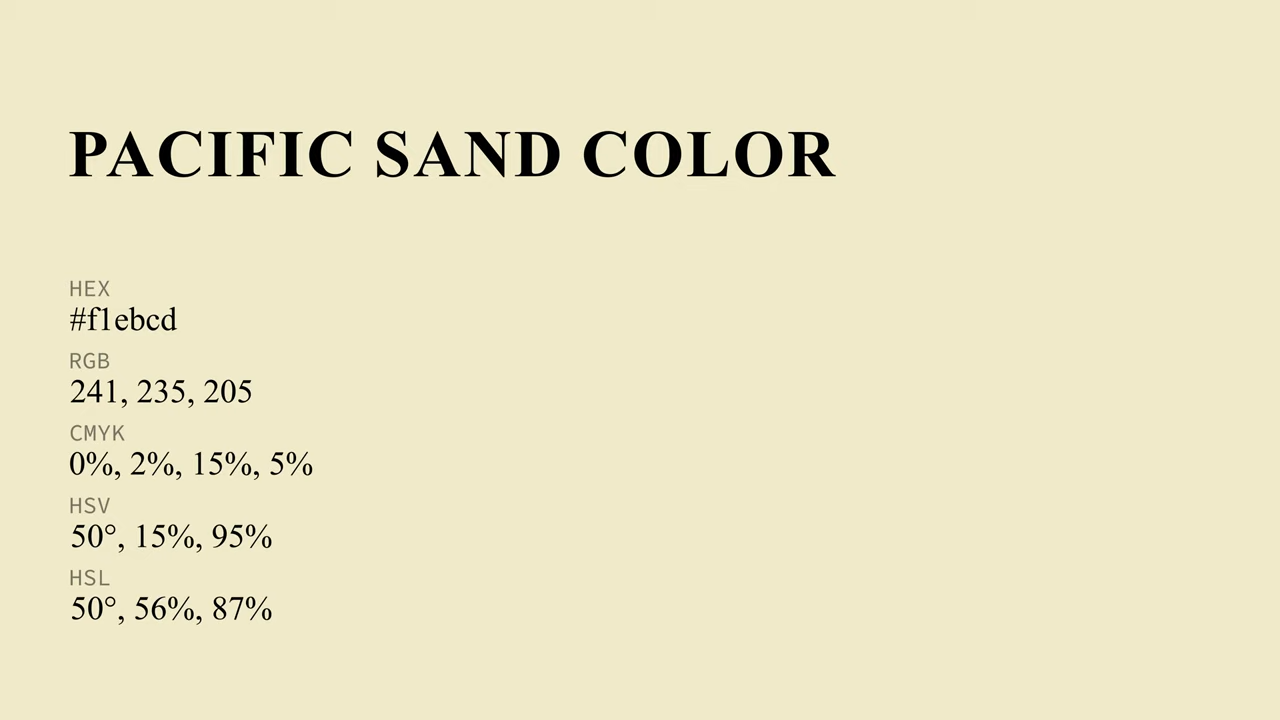 PACIFIC SAND COLOR
HEX
#f1ebcd
RGB
241, 235, 205
CMYK
0%, 2%, 15%, 5%
HSV
50°, 15%, 95%
HSL
50°, 56%, 87%